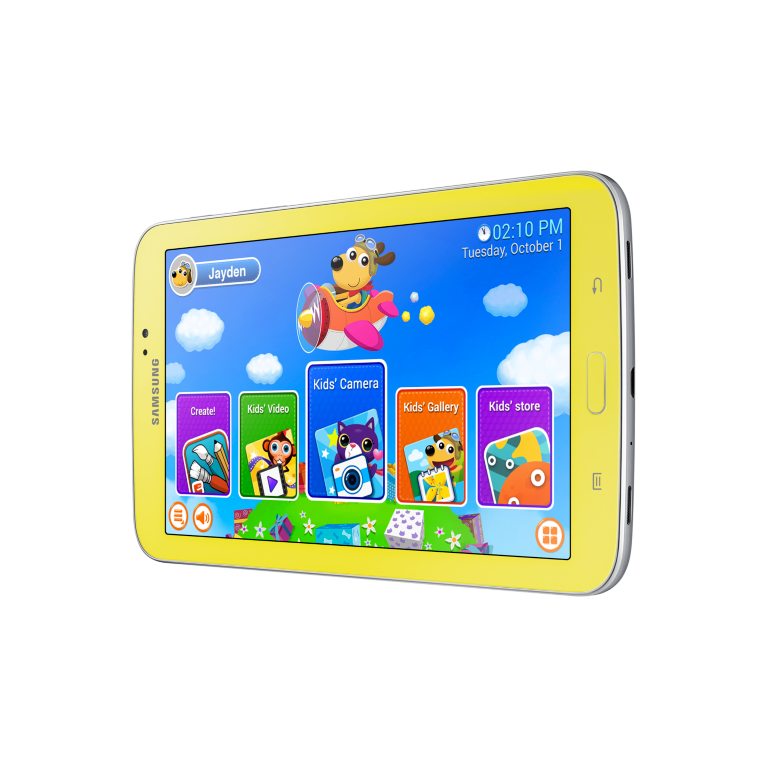 Jayden
02:10 PM
Tuesday, October 1
Create!
Kids' Video
Kids' Camera
Kids' Gallery
Kids' store
SAMSUNG